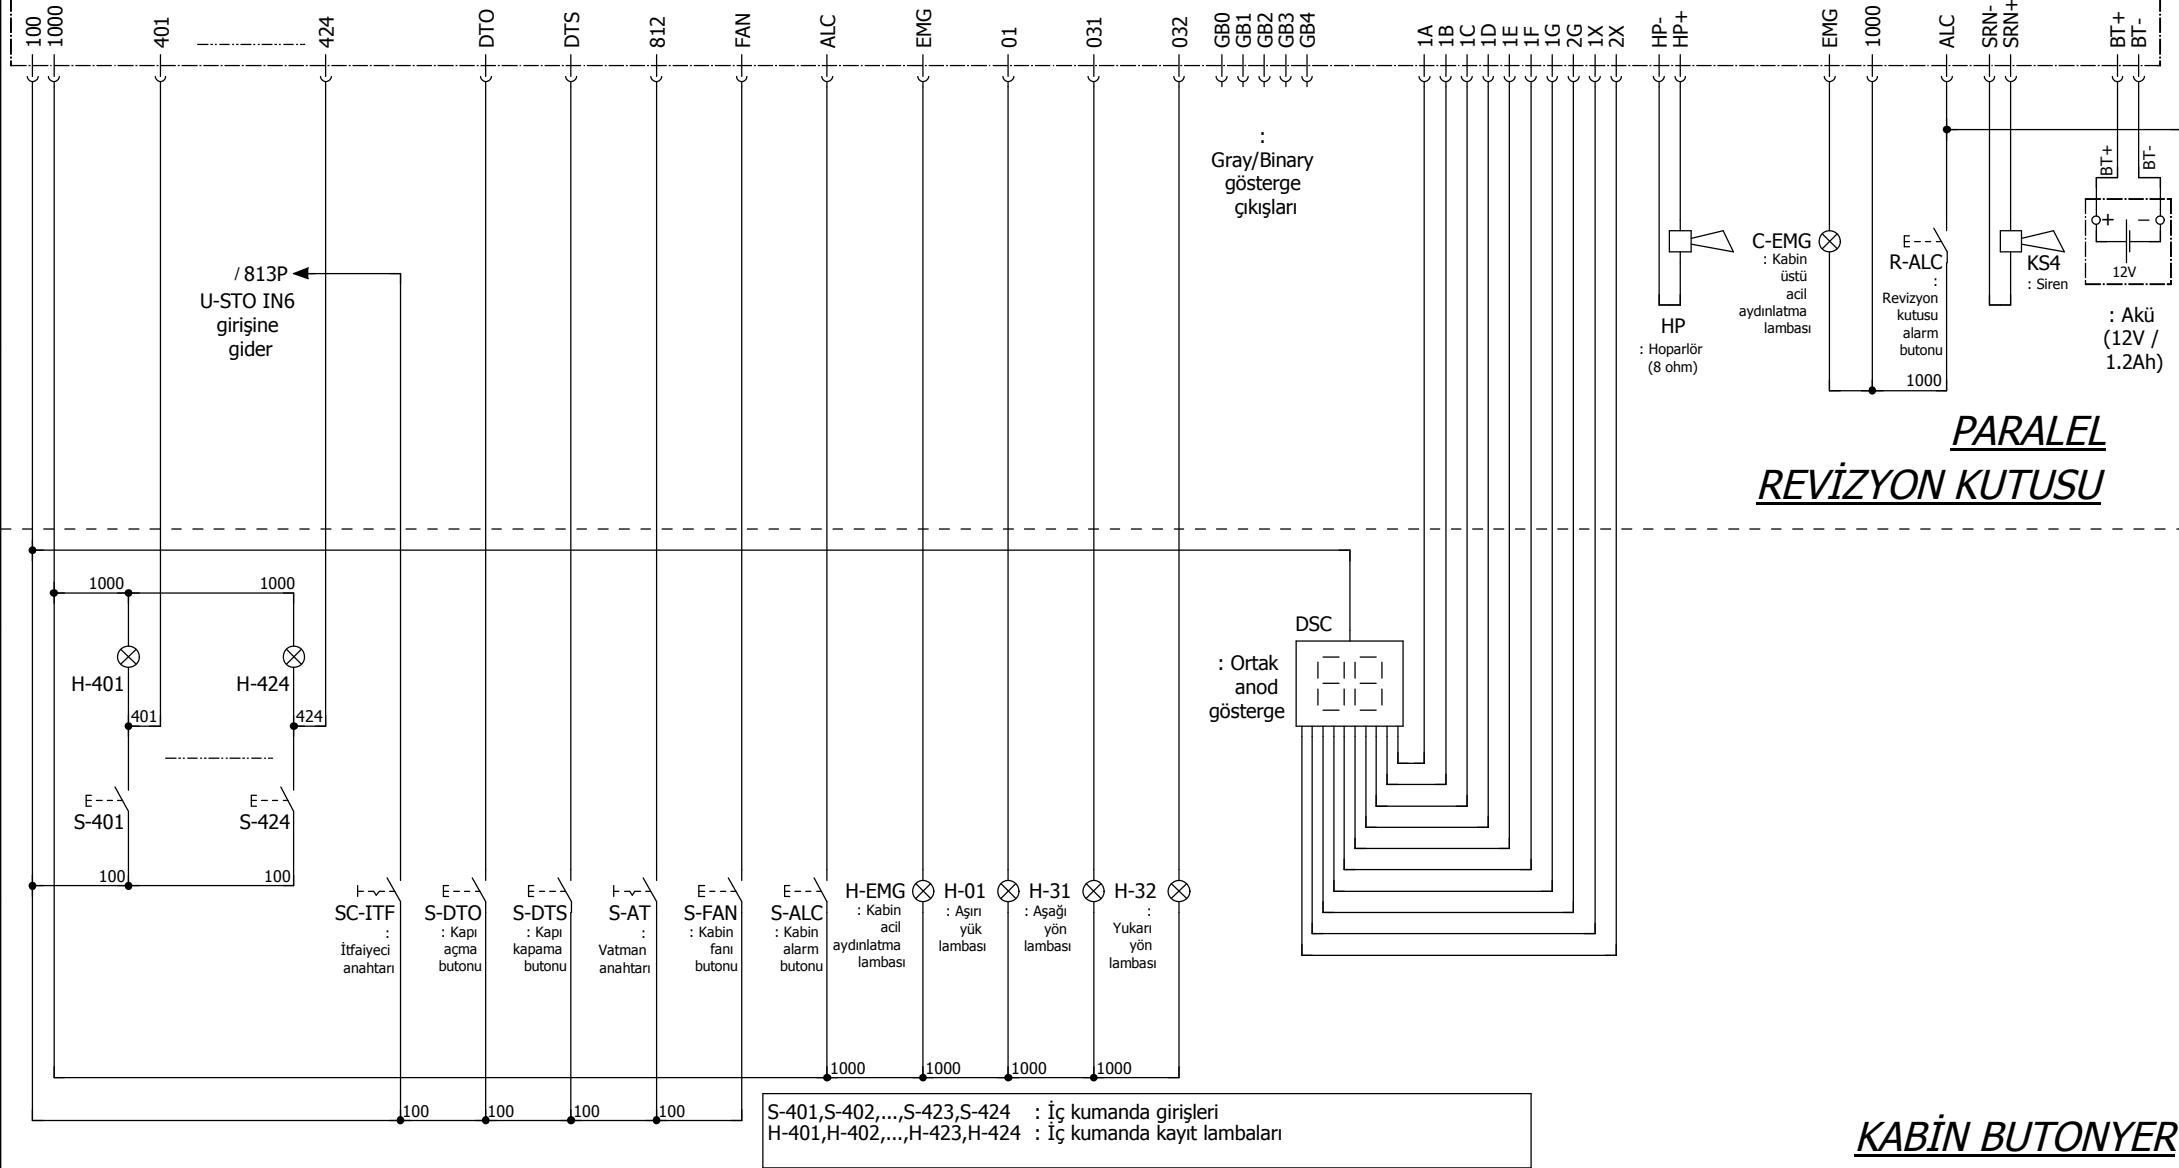 100
1000
401
424
DTO
DTS
812
FAN
ALC
EMG
01
031
032
GB0
GB1
GB2
GB3
GB4
1A
1B
1C
1D
1E
1F
1G
2G
1X
2X
HP-
HP+
EMG
1000
ALC
SRN-
SRN+
BT+
BT-
:
Gray/Binary
gösterge
çıkışları
/ 813P
U-STO IN6
girişine
gider
HP
: Hoparlör
(8 ohm)
C-EMG
: Kabin
üstü
acil
aydınlatma
lambası
E
R-ALC
:
Revizyon
kutusu
alarm
butonu
1000
KS4
: Siren
BT+
BT-
+
−
12V
: Akü
(12V /
1.2Ah)
PARALEL
REVİZYON KUTUSU
1000
1000
H-401
H-424
401
424
E
S-401
E
S-424
100
100
DSC
: Ortak
anod
gösterge
SC-ITF
:
İtfaiyeci
anahtarı
E
S-DTO
: Kapı
açma
butonu
E
S-DTS
: Kapı
kapama
butonu
S-AT
:
Vatman
anahtarı
E
S-FAN
: Kabin
fanı
butonu
E
S-ALC
: Kabin
alarm
butonu
H-EMG
: Kabin
acil
aydınlatma
lambası
H-01
: Aşırı
yük
lambası
H-31
: Aşağı
yön
lambası
H-32
:
Yukarı
yön
lambası
1000
1000
1000
1000
100
100
100
100
S-401,S-402,...,S-423,S-424 : İç kumanda girişleri
H-401,H-402,...,H-423,H-424 : İç kumanda kayıt lambaları
KABİN BUTONYER